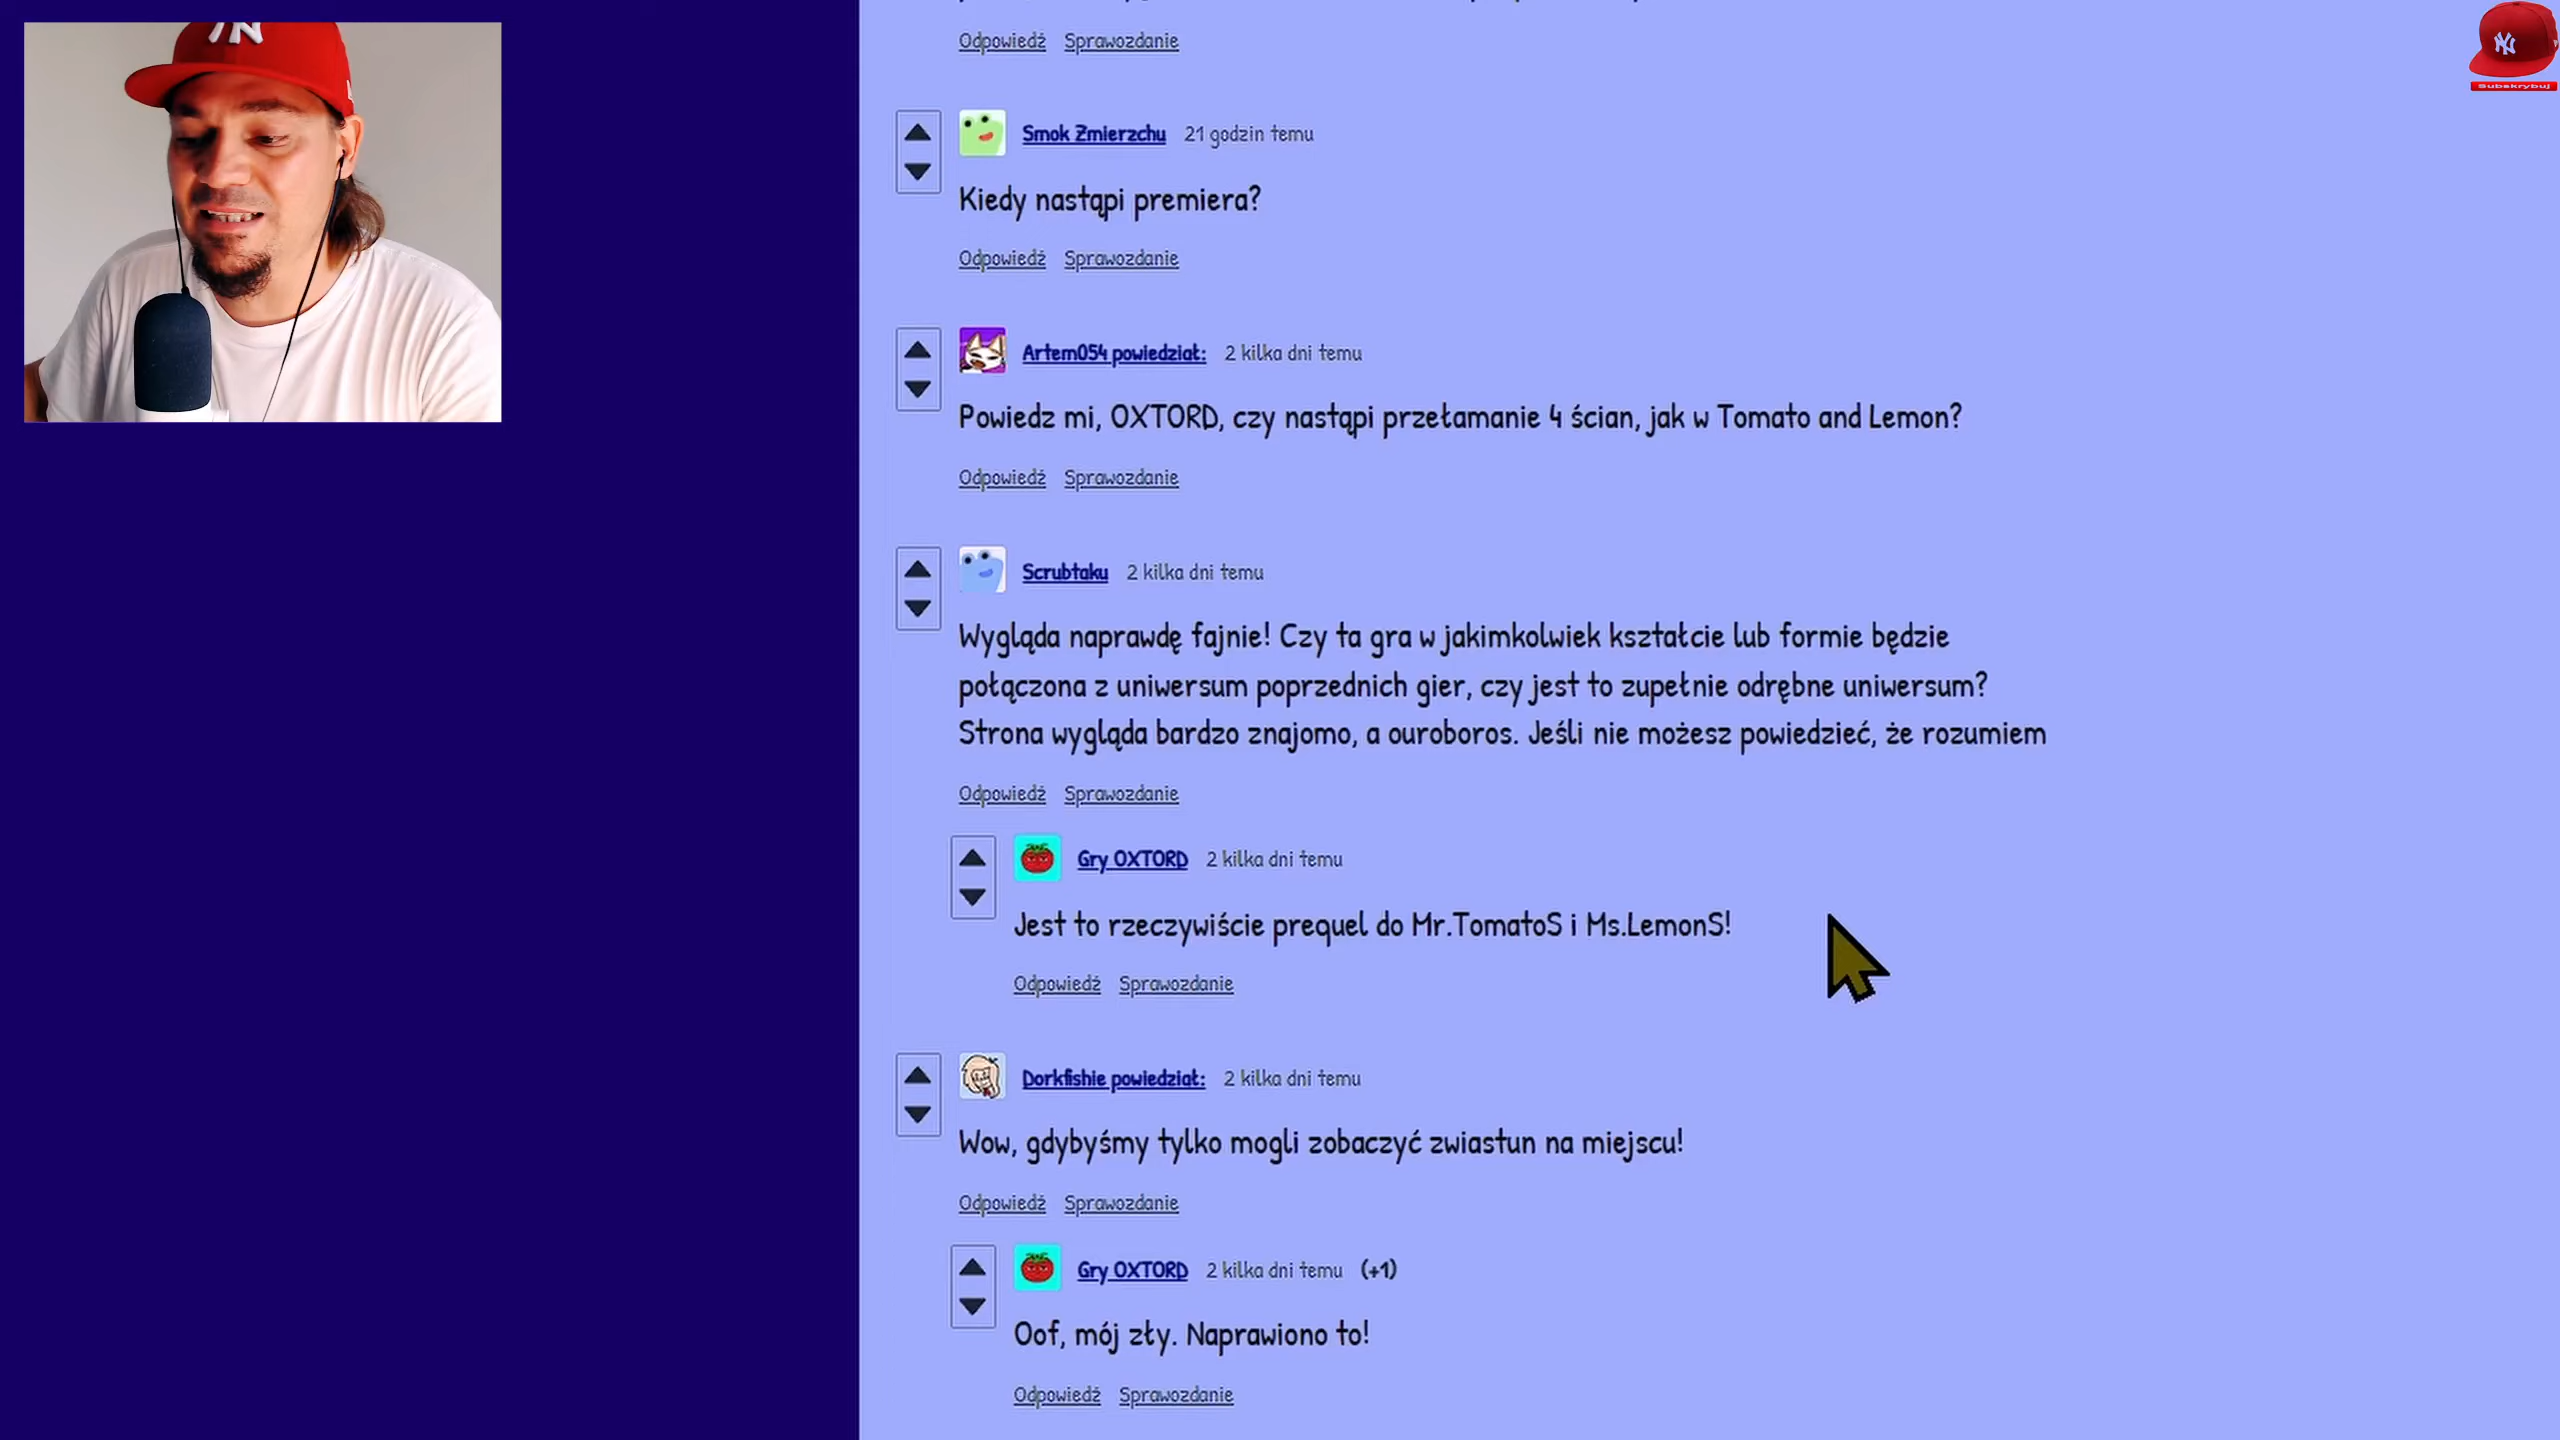 Odpowiedź Sprawozdanie
Smok Zmierzchu 21 godzin temu
Kiedy nastąpi premiera?
Odpowiedź Sprawozdanie
Artem054 powiedział: 2 kilka dni temu
Powiedz mi, OXTORD, czy nastąpi przełamanie 4 ścian, jak w Tomato and Lemon?
Odpowiedź Sprawozdanie
Scrubtaku 2 kilka dni temu
Wygląda naprawdę fajnie! Czy ta gra w jakimkolwiek kształcie lub formie będzie
połączona z uniwersum poprzednich gier, czy jest to zupełnie odrębne uniwersum?
Strona wygląda bardzo znajomo, a ouroboros. Jeśli nie możesz powiedzieć, że rozumiem
Odpowiedź Sprawozdanie
Gry OXTORD 2 kilka dni temu
Jest to rzeczywiście prequel do Mr.TomatoS i Ms.LemonS!
Odpowiedź Sprawozdanie
Dorkfishie powiedział: 2 kilka dni temu
Wow, gdybyśmy tylko mogli zobaczyć zwiastun na miejscu!
Odpowiedź Sprawozdanie
Gry OXTORD 2 kilka dni temu (+1)
Oof, mój zły. Naprawiono to!
Odpowiedź Sprawozdanie
NY
NY
Subskrybuj